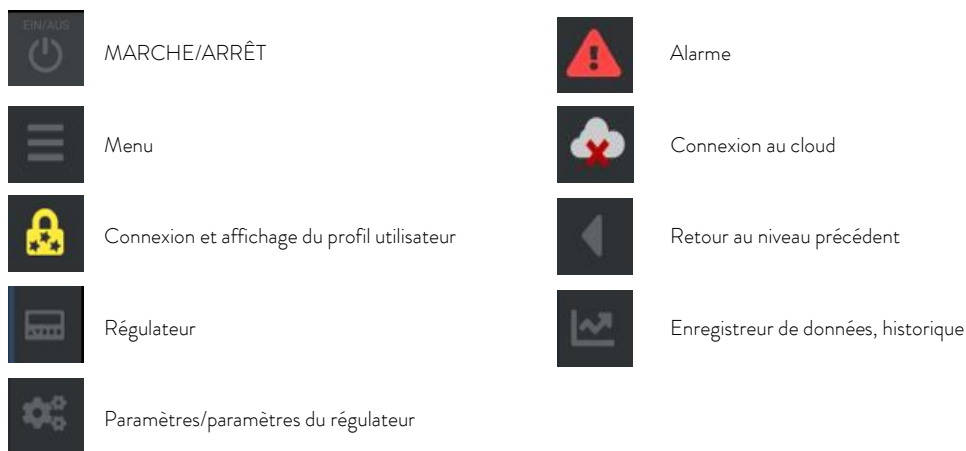 EIN/AUS
MARCHE/ARRÊT
Menu
Connexion et affichage du profil utilisateur
Régulateur
Paramètres/paramètres du régulateur
Alarme
Connexion au cloud
Retour au niveau précédent
Enregistreur de données, historique